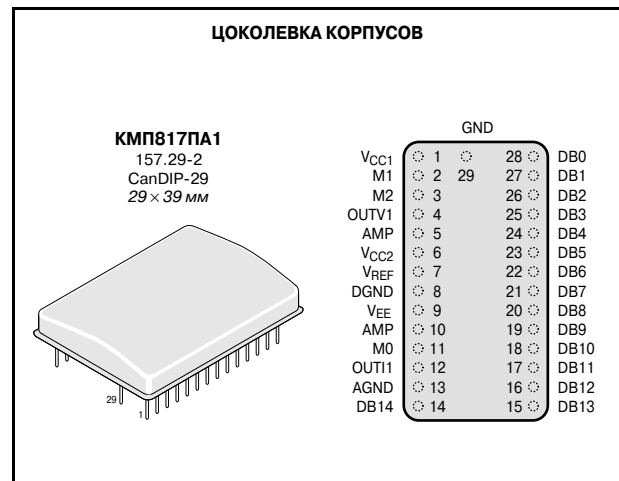 ЦОКОЛЕВКА КОРПУСОВ
КМП817ПА1
157.29-2
CanDIP-29
29 × 39 мм
29
1
GND
VCC1 1 28 DB0
M1 2 29 27 DB1
M2 3 26 DB2
OUTV1 4 25 DB3
AMP 5 24 DB4
VCC2 6 23 DB5
VREF 7 22 DB6
DGND 8 21 DB7
VEE 9 20 DB8
AMP 10 19 DB9
M0 11 18 DB10
OUTI1 12 17 DB11
AGND 13 16 DB12
DB14 14 15 DB13